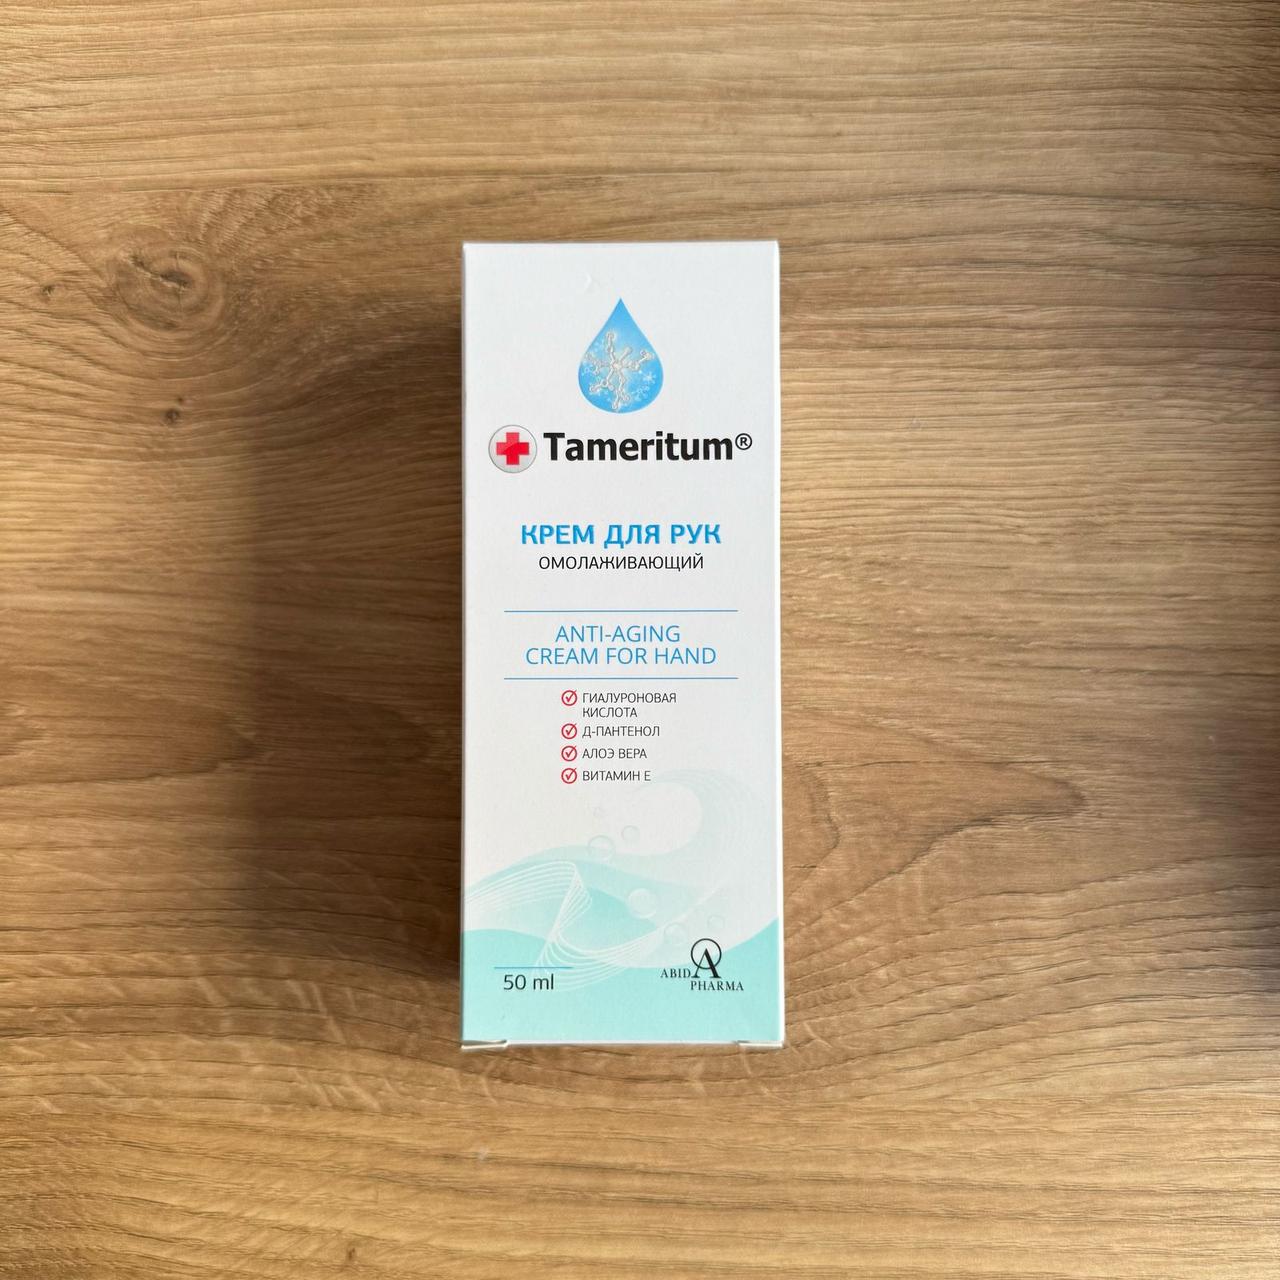 Tameritum®
КРЕМ ДЛЯ РУК
ОМОЛАЖИВАЮЩИЙ
ANTI-AGING
CREAM FOR HAND
ГИАЛУРОНОВАЯ
КИСЛОТА
Д-ПАНТЕНОЛ
АЛОЭ ВЕРА
ВИТАМИН Е
50 ml
ABID
PHARMA